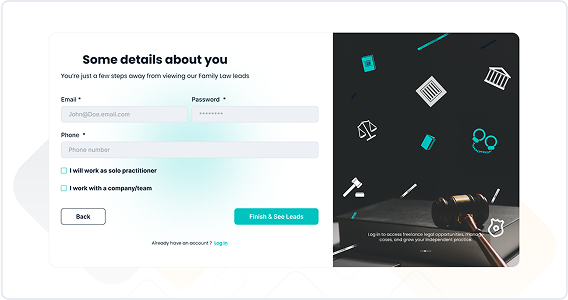 Some details about you
You're just a few steps away from viewing our Family Law leads
Email *
Password *
John@Doe.email.com
********
Phone *
Phone number
I will work as solo practitioner
I work with a company/team
Back
Finish & See Leads
Already have an account ? Log in
Log in to access freelance legal opportunities, manage
cases, and grow your independent practice.